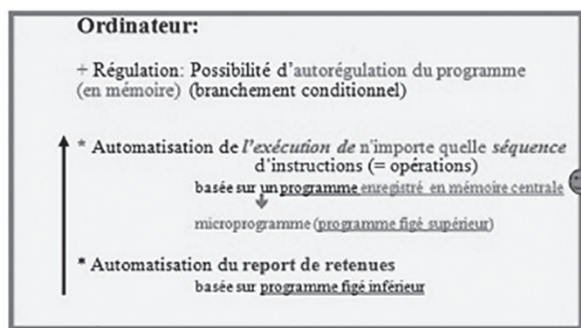 Ordinateur:
+ Régulation: Possibilité d'autorégulation du programme
(en mémoire) (branchement conditionnel)
* Automatisation de l'exécution de n'importe quelle séquence
d'instructions (= opérations)
basée sur un programme enregistré en mémoire centrale
microprogramme (programme figé supérieur)
* Automatisation du report de retenues
basée sur programme figé inférieur